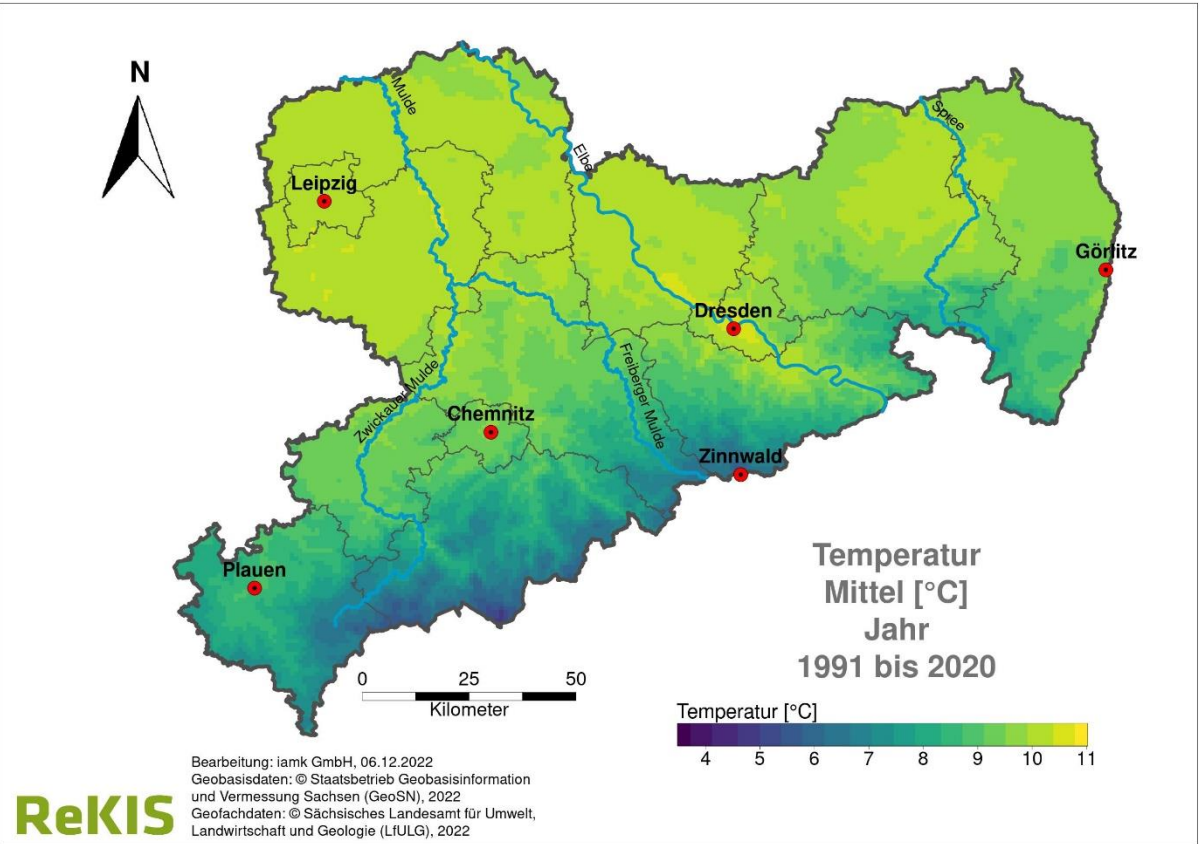 N
Mulde
Elbe
Spree
Leipzig
Görlitz
Dresden
Zwickauer Mulde
Freiberger Mulde
Chemnitz
Zinnwald
Plauen
Temperatur
Mittel [°C]
Jahr
1991 bis 2020
0 25 50
Kilometer
Temperatur [°C]
4 5 6 7 8 9 10 11
Bearbeitung: iamk GmbH, 06.12.2022
Geobasisdaten: © Staatsbetrieb Geobasisinformation
und Vermessung Sachsen (GeoSN), 2022
Geofachdaten: © Sächsisches Landesamt für Umwelt,
Landwirtschaft und Geologie (LfULG), 2022
ReKIS